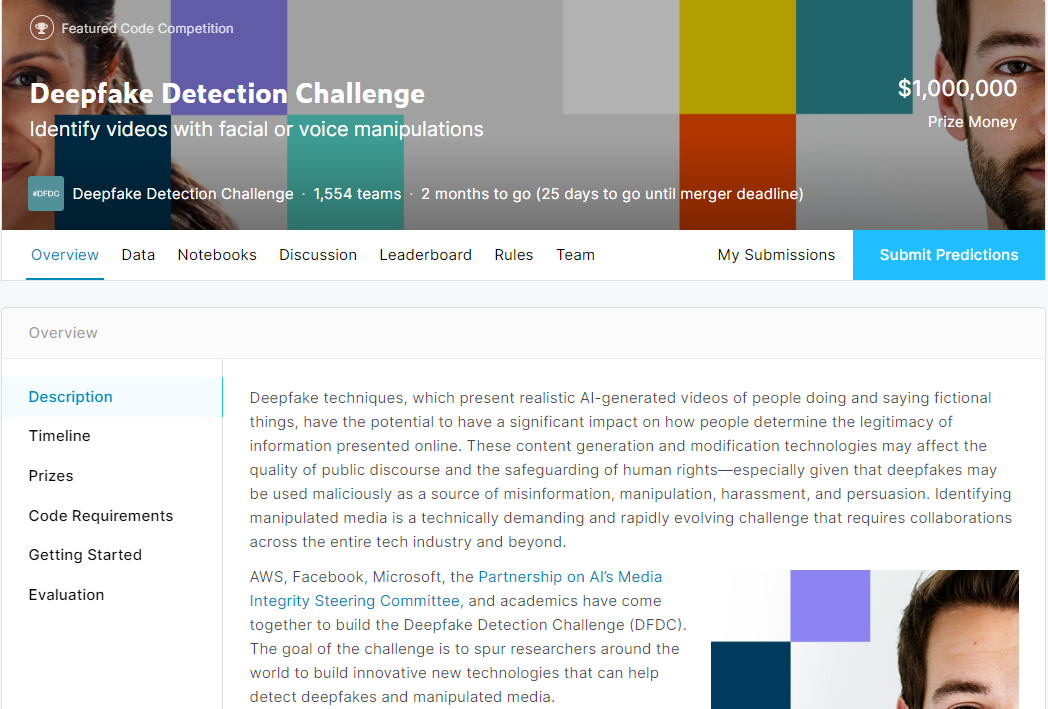 Featured Code Competition
Deepfake Detection Challenge
$1,000,000
Identify videos with facial or voice manipulations
Prize Money
#DFDC Deepfake Detection Challenge · 1,554 teams · 2 months to go (25 days to go until merger deadline)
Overview Data Notebooks Discussion Leaderboard Rules Team My Submissions Submit Predictions
Overview
Description
Timeline
Prizes
Code Requirements
Getting Started
Evaluation
Deepfake techniques, which present realistic AI-generated videos of people doing and saying fictional
things, have the potential to have a significant impact on how people determine the legitimacy of
information presented online. These content generation and modification technologies may affect the
quality of public discourse and the safeguarding of human rights—especially given that deepfakes may
be used maliciously as a source of misinformation, manipulation, harassment, and persuasion. Identifying
manipulated media is a technically demanding and rapidly evolving challenge that requires collaborations
across the entire tech industry and beyond.
AWS, Facebook, Microsoft, the Partnership on AI's Media
Integrity Steering Committee, and academics have come
together to build the Deepfake Detection Challenge (DFDC).
The goal of the challenge is to spur researchers around the
world to build innovative new technologies that can help
detect deepfakes and manipulated media.